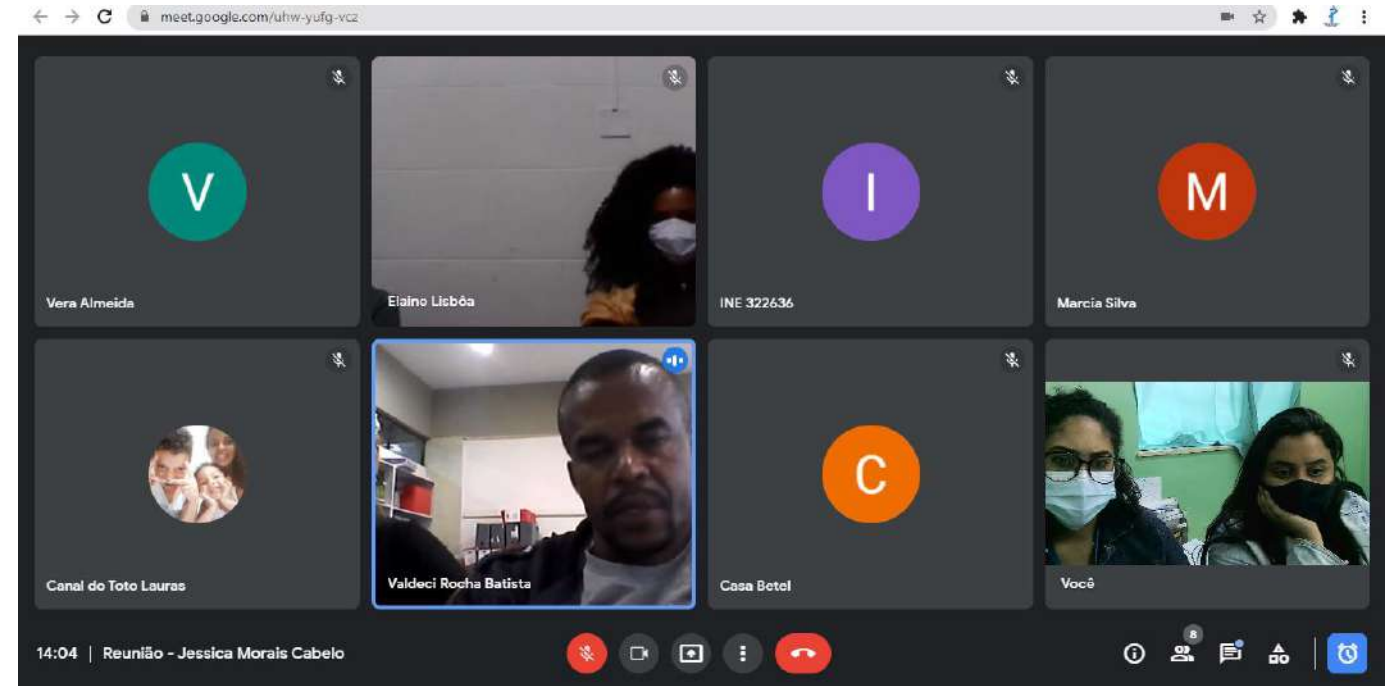 meet.google.com/uhw-yufg-vcz
V
I
M
Vera Almeida
Elaino Lisbôa
INE 322636
Marcia Silva
C
Canal do Toto Lauras
Valdeci Rocha Batista
Casa Betel
Você
8
14:04 | Reunião - Jessica Morais Cabelo